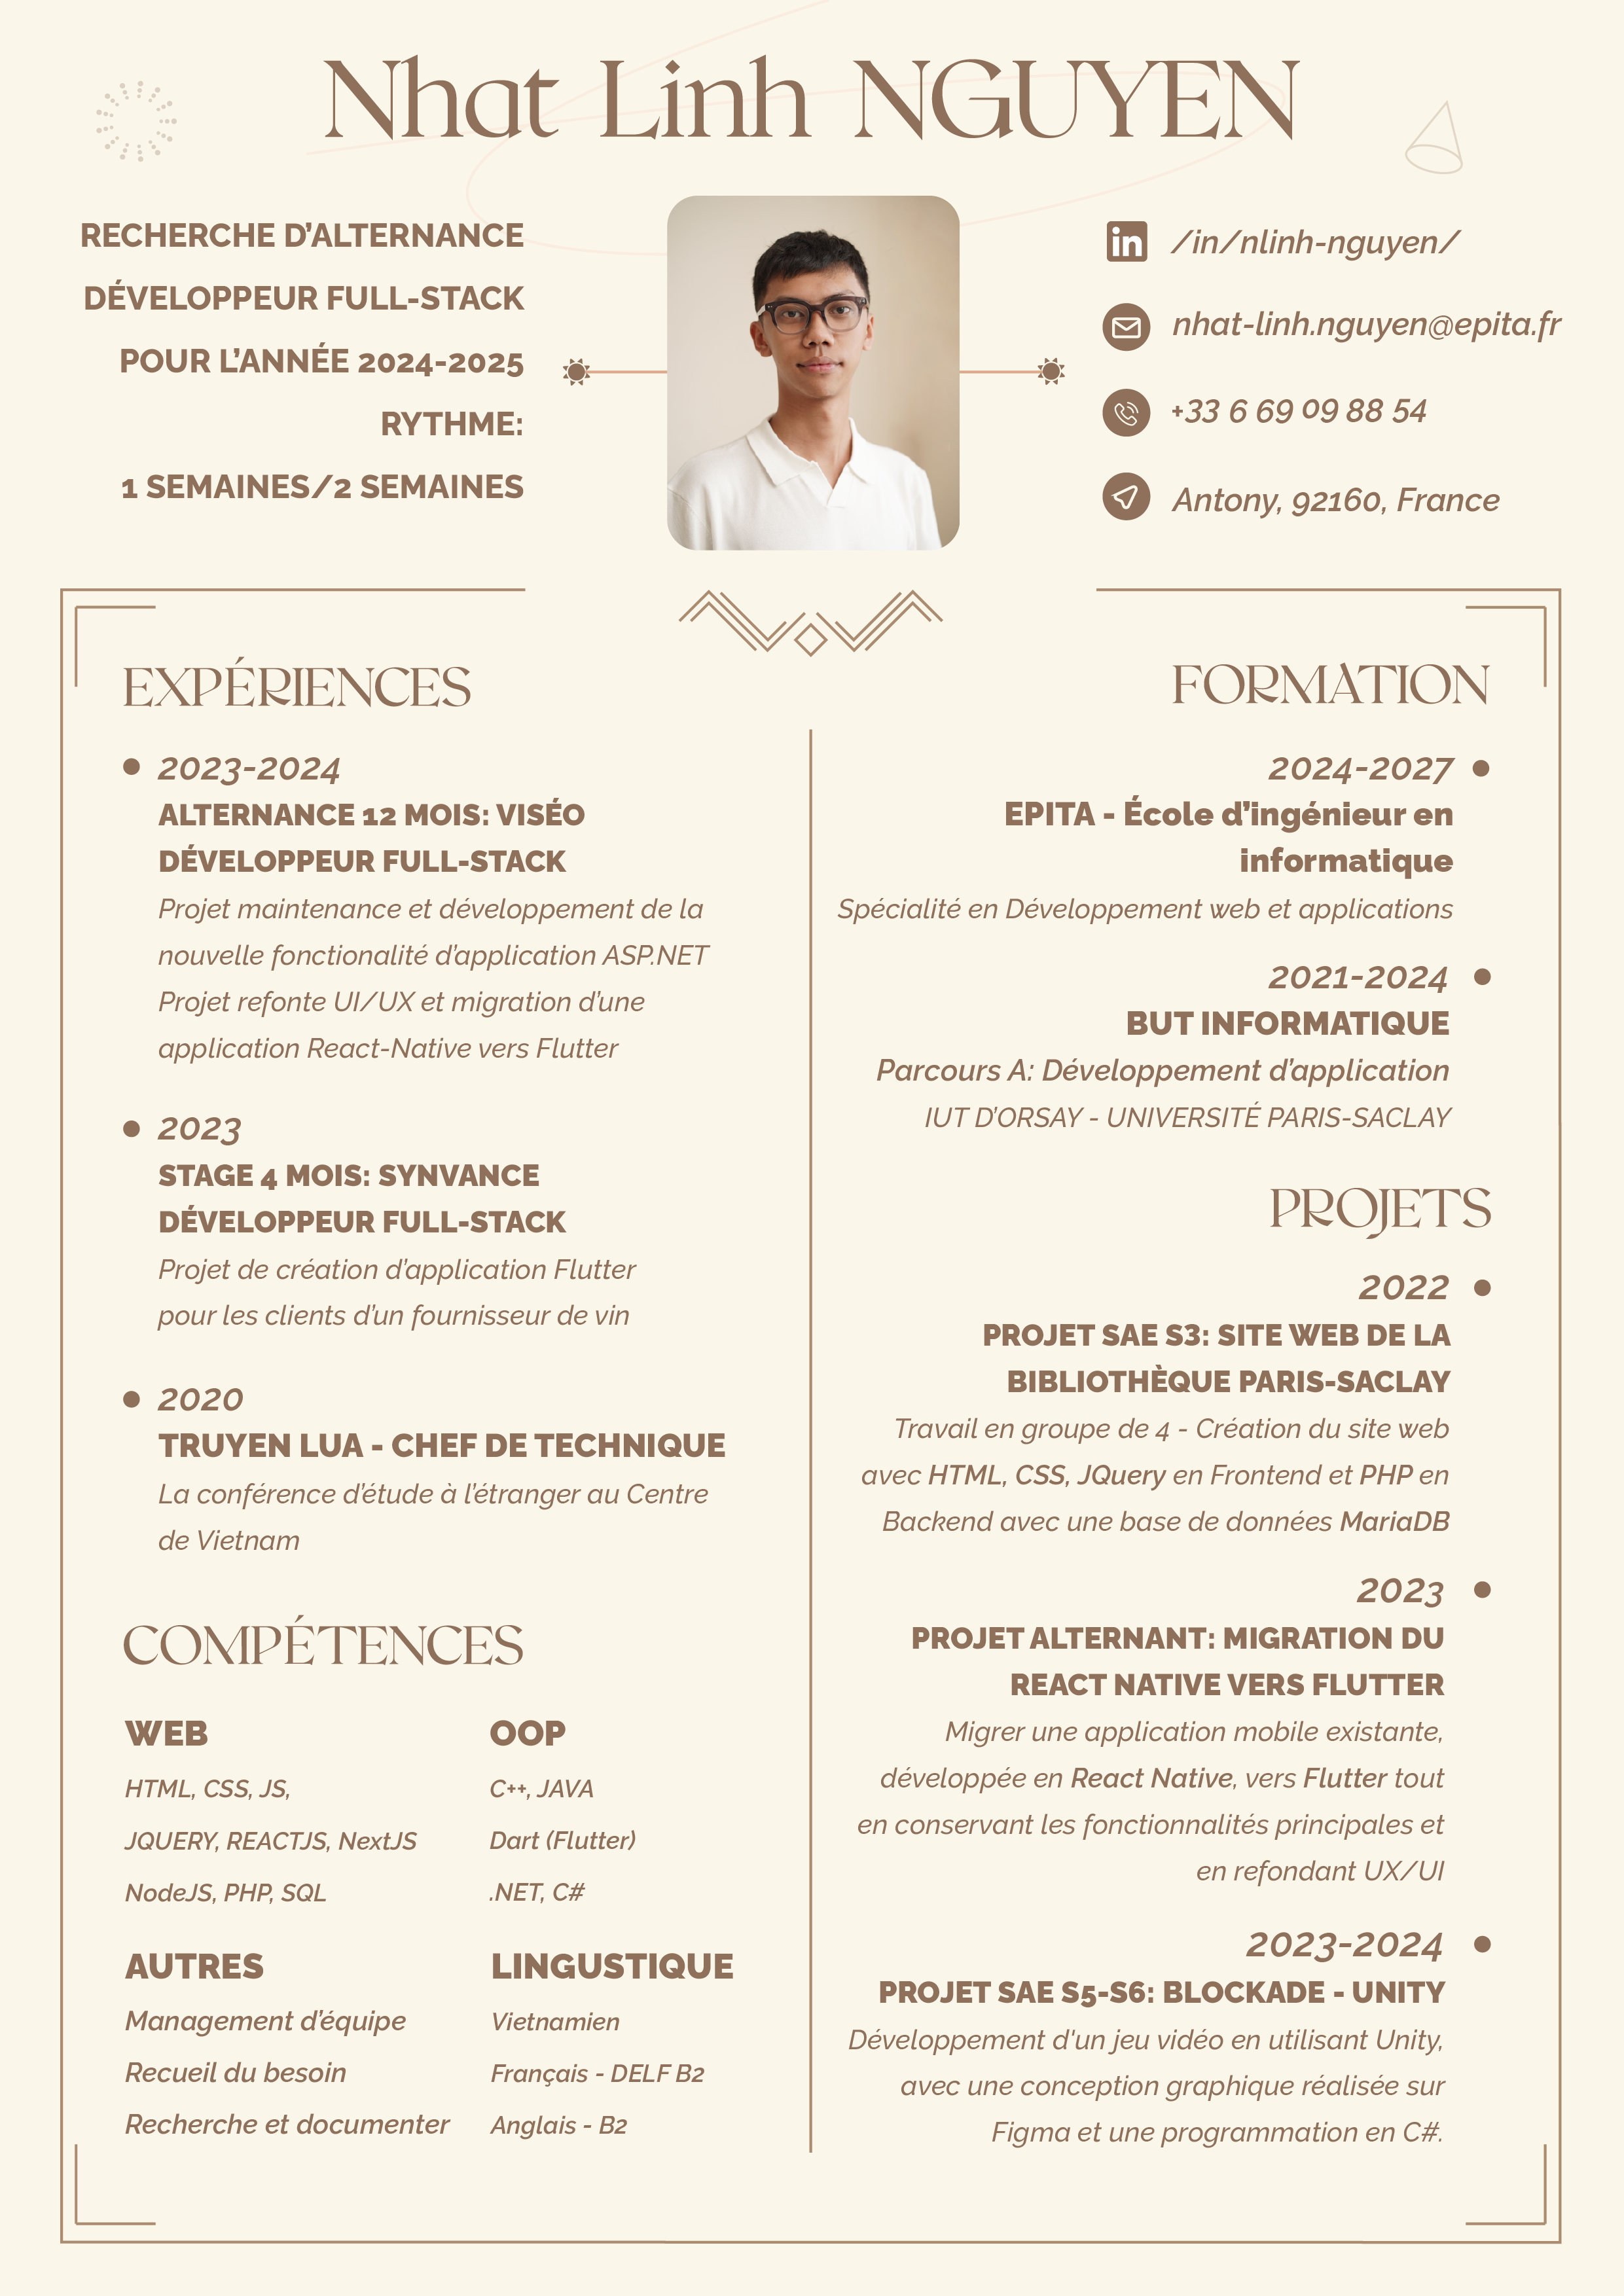 Nhat Linh NGUYEN
RECHERCHE D’ALTERNANCE
DÉVELOPPEUR FULL-STACK
POUR L’ANNÉE 2024-2025
RYTHME:
1 SEMAINES/2 SEMAINES
in /in/nlinh-nguyen/
nhat-linh.nguyen@epita.fr
+33 6 69 09 88 54
Antony, 92160, France
EXPÉRIENCES
2023-2024
ALTERNANCE 12 MOIS: VISÉO
DÉVELOPPEUR FULL-STACK
Projet maintenance et développement de la
nouvelle fonctionalité d’application ASP.NET
Projet refonte UI/UX et migration d’une
application React-Native vers Flutter
2023
STAGE 4 MOIS: SYNVANCE
DÉVELOPPEUR FULL-STACK
Projet de création d’application Flutter
pour les clients d’un fournisseur de vin
2020
TRUYEN LUA - CHEF DE TECHNIQUE
La conférence d’étude à l’étranger au Centre
de Vietnam
COMPÉTENCES
WEB
HTML, CSS, JS,
JQUERY, REACTJS, NextJS
NodeJS, PHP, SQL
OOP
C++, JAVA
Dart (Flutter)
.NET, C#
AUTRES
Management d’équipe
Recueil du besoin
Recherche et documenter
LINGUSTIQUE
Vietnamien
Français - DELF B2
Anglais - B2
FORMATION
2024-2027
EPITA - École d’ingénieur en
informatique
Spécialité en Développement web et applications
2021-2024
BUT INFORMATIQUE
Parcours A: Développement d’application
IUT D’ORSAY - UNIVERSITÉ PARIS-SACLAY
PROJETS
2022
PROJET SAE S3: SITE WEB DE LA
BIBLIOTHÈQUE PARIS-SACLAY
Travail en groupe de 4 - Création du site web
avec HTML, CSS, JQuery en Frontend et PHP en
Backend avec une base de données MariaDB
2023
PROJET ALTERNANT: MIGRATION DU
REACT NATIVE VERS FLUTTER
Migrer une application mobile existante,
développée en React Native, vers Flutter tout
en conservant les fonctionnalités principales et
en refondant UX/UI
2023-2024
PROJET SAE S5-S6: BLOCKADE - UNITY
Développement d'un jeu vidéo en utilisant Unity,
avec une conception graphique réalisée sur
Figma et une programmation en C#.